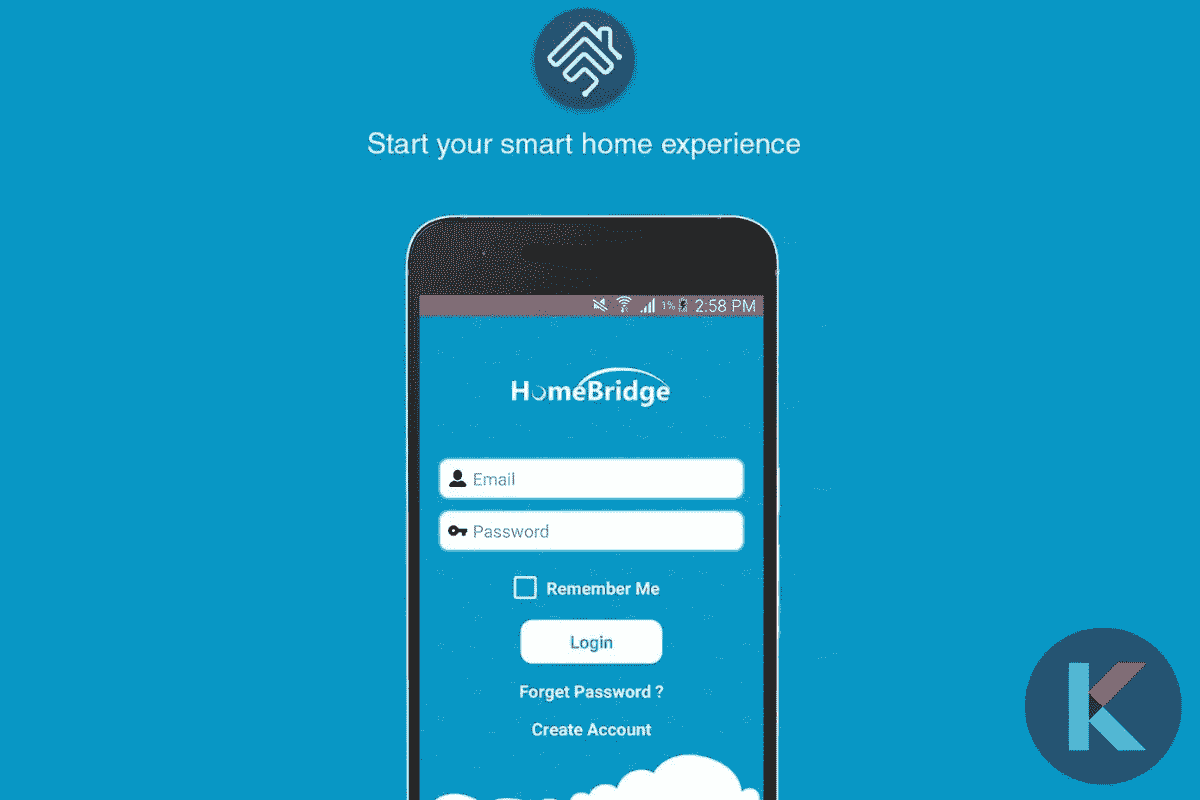 Start your smart home experience
1% 2:58 PM
HomeBridge
Email
Password
Remember Me
Login
Forget Password ?
Create Account
K